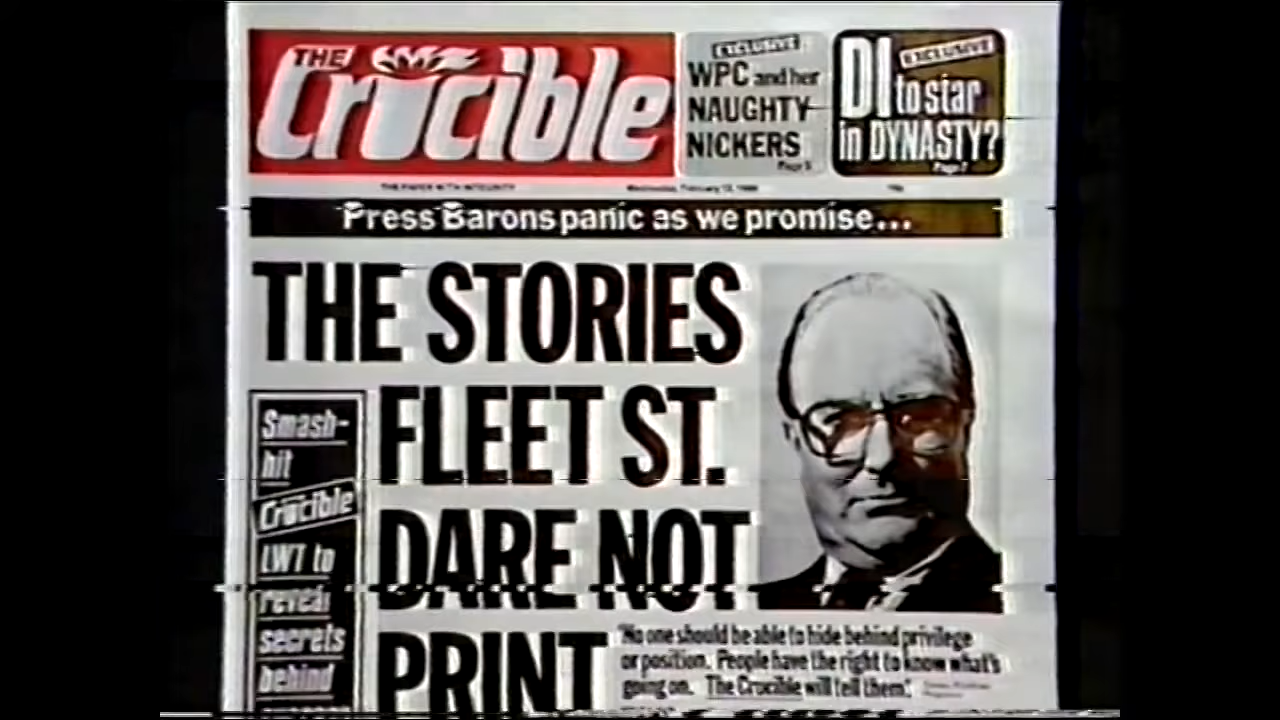 THE
Crucible
EXCLUSIVE
WPC and her
NAUGHTY
NICKERS
EXCLUSIVE
DI to star
in DYNASTY?
Page 7
THE PAPER WITH INTEGRITY
Press Barons panic as we promise...
THE STORIES
FLEET ST.
DARE NOT
PRINT
Smash-
hit
Crucible
LWT to
reveal
secrets
behind
"No one should be able to hide behind privilege
or position. People have the right to know what's
going on. The Crucible will tell them."